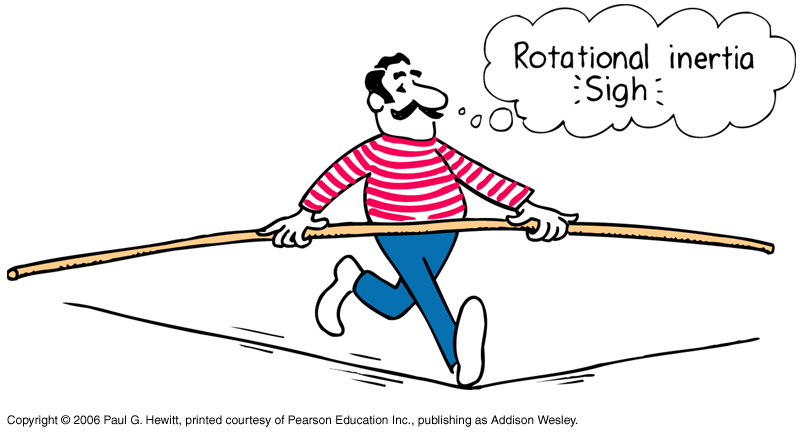 Rotational inertia
Sigh
Copyright © 2006 Paul G. Hewitt, printed courtesy of Pearson Education Inc., publishing as Addison Wesley.